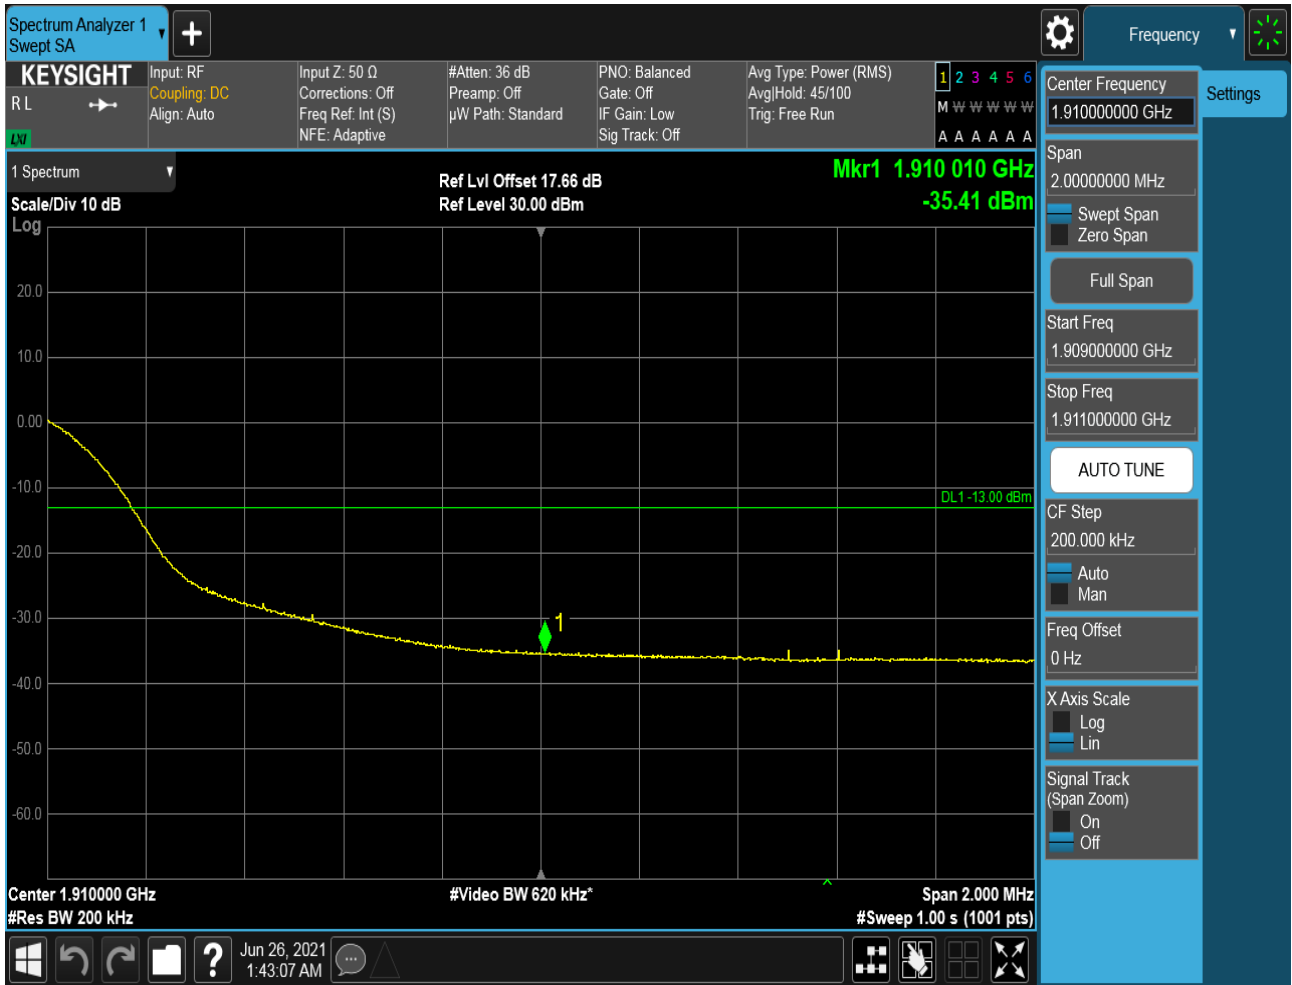 Spectrum Analyzer 1
Swept SA
Frequency
KEYSIGHT
R L
LXI
Input: RF
Coupling: DC
Align: Auto
Input Z: 50 Ω
Corrections: Off
Freq Ref: Int (S)
NFE: Adaptive
#Atten: 36 dB
Preamp: Off
µW Path: Standard
PNO: Balanced
Gate: Off
IF Gain: Low
Sig Track: Off
Avg Type: Power (RMS)
Avg|Hold: 45/100
Trig: Free Run
1 2 3 4 5 6
M W W W W W
A A A A A A
1 Spectrum
Scale/Div 10 dB
Log
Ref Lvl Offset 17.66 dB
Ref Level 30.00 dBm
Mkr1 1.910 010 GHz
-35.41 dBm
20.0
10.0
0.00
-10.0
-20.0
-30.0
-40.0
-50.0
-60.0
DL1 -13.00 dBm
1
Center 1.910000 GHz
#Res BW 200 kHz
#Video BW 620 kHz*
Span 2.000 MHz
#Sweep 1.00 s (1001 pts)
Center Frequency
1.910000000 GHz
Settings
Span
2.00000000 MHz
Swept Span
Zero Span
Full Span
Start Freq
1.909000000 GHz
Stop Freq
1.911000000 GHz
AUTO TUNE
CF Step
200.000 kHz
Auto
Man
Freq Offset
0 Hz
X Axis Scale
Log
Lin
Signal Track
(Span Zoom)
On
Off
?
Jun 26, 2021
1:43:07 AM